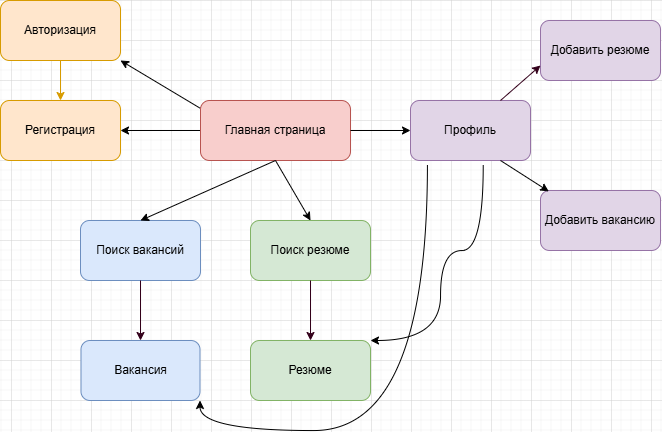 Авторизация
Добавить резюме
Регистрация
Главная страница
Профиль
Добавить вакансию
Поиск вакансий
Поиск резюме
Вакансия
Резюме